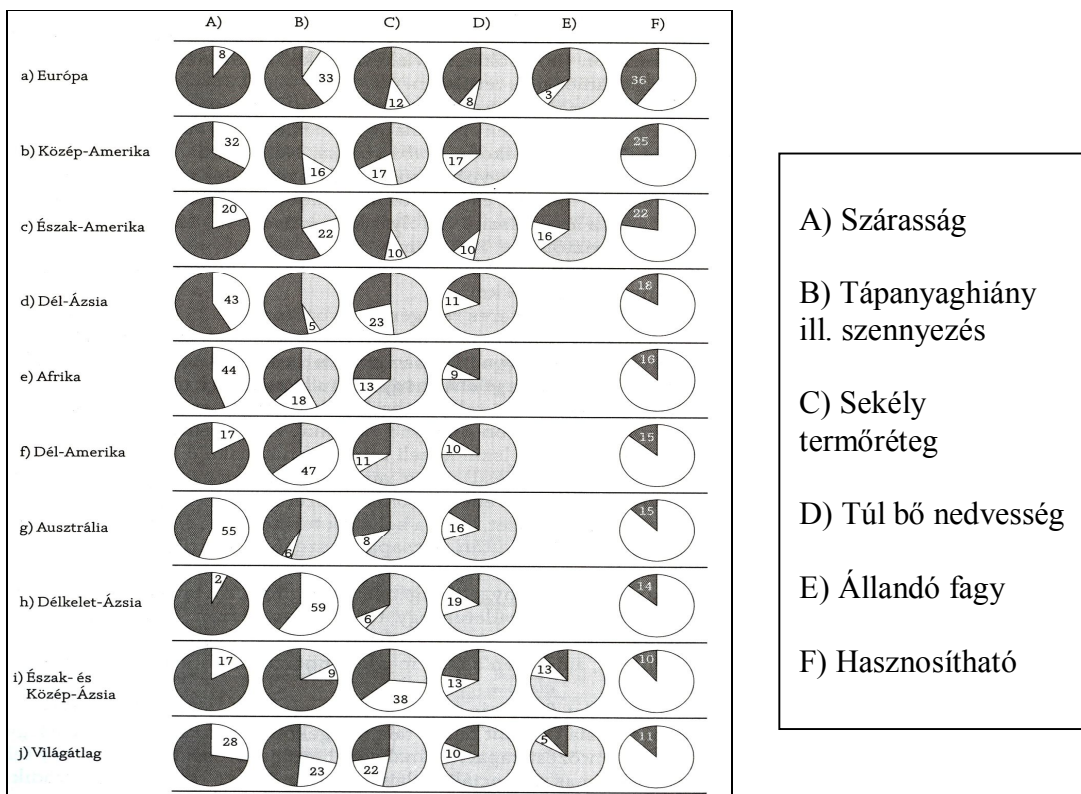 A) B) C) D) E) F)
a) Európa 8 33 12 8 3 36
b) Közép-Amerika 32 16 17 17 25
c) Észak-Amerika 20 22 10 10 16 22
d) Dél-Ázsia 43 5 23 11 18
e) Afrika 44 18 13 9 16
f) Dél-Amerika 17 47 11 10 15
g) Ausztrália 55 6 8 16 15
h) Délkelet-Ázsia 2 59 6 19 14
i) Észak- és
Közép-Ázsia 17 9 38 13 13 10
j) Világátlag 28 23 22 10 5 11
A) Szárasság
B) Tápanyaghiány
ill. szennyezés
C) Sekély
termőréteg
D) Túl bő nedvesség
E) Állandó fagy
F) Hasznosítható